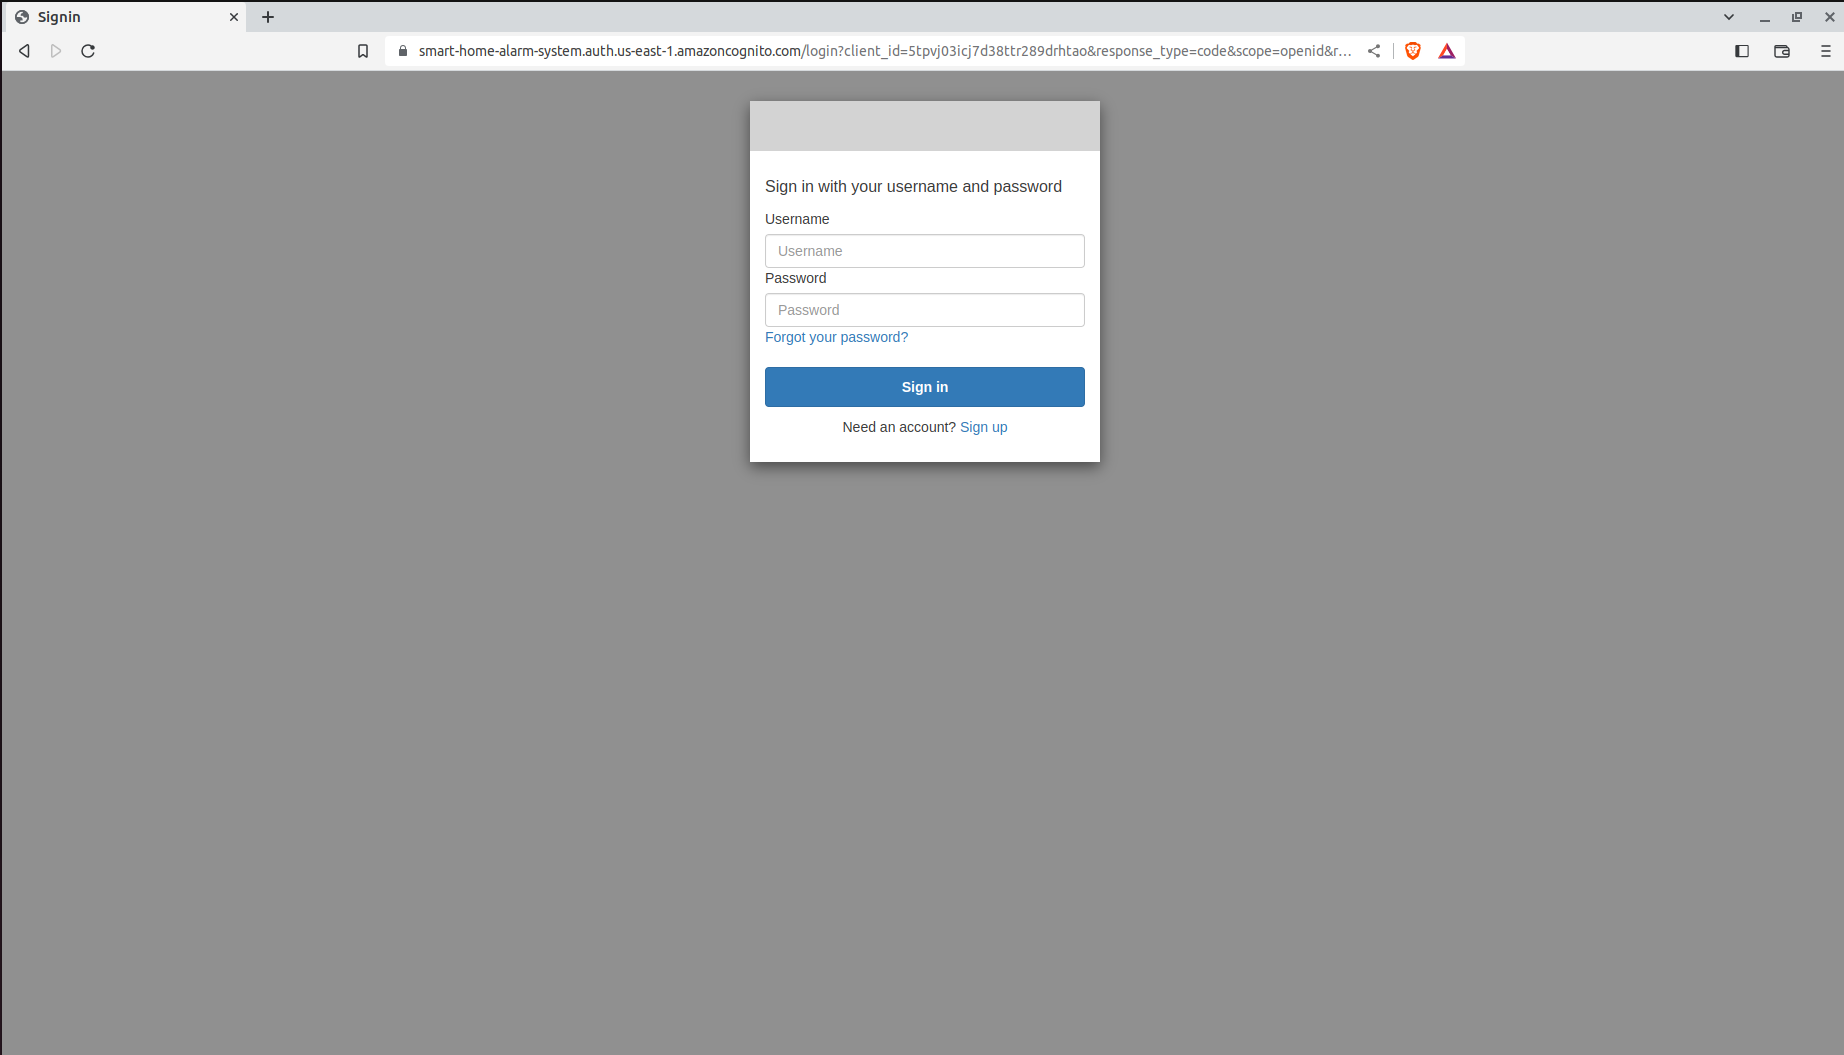 Signin
smart-home-alarm-system.auth.us-east-1.amazoncognito.com/login?client_id=5tpvj03icj7d38ttr289drhtao&response_type=code&scope=openid&r...
Sign in with your username and password
Username
Username
Password
Password
Forgot your password?
Sign in
Need an account? Sign up